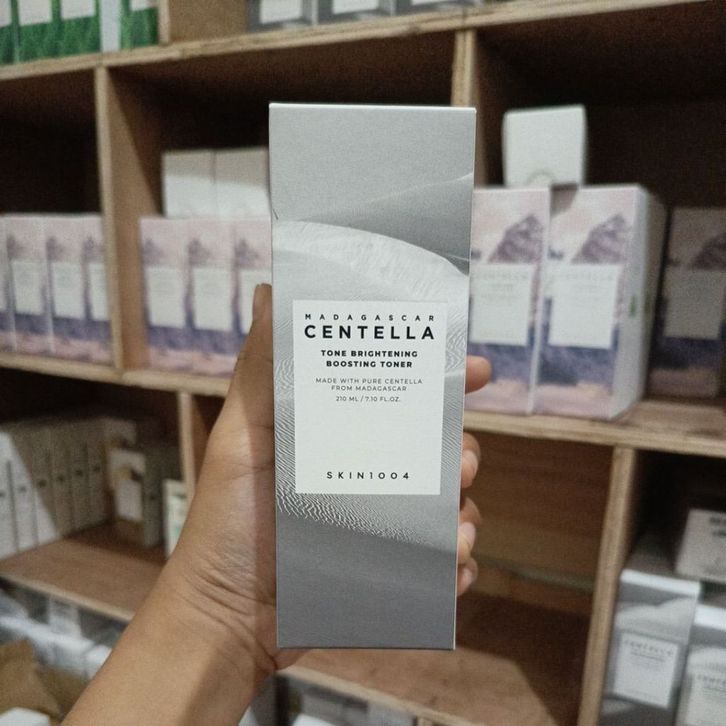 MADAGASCAR
CENTELLA
TONE BRIGHTENING
BOOSTING TONER
MADE WITH PURE CENTELLA
FROM MADAGASCAR
210 ML / 7.10 FL.OZ.
SKIN1004
CENTELLA